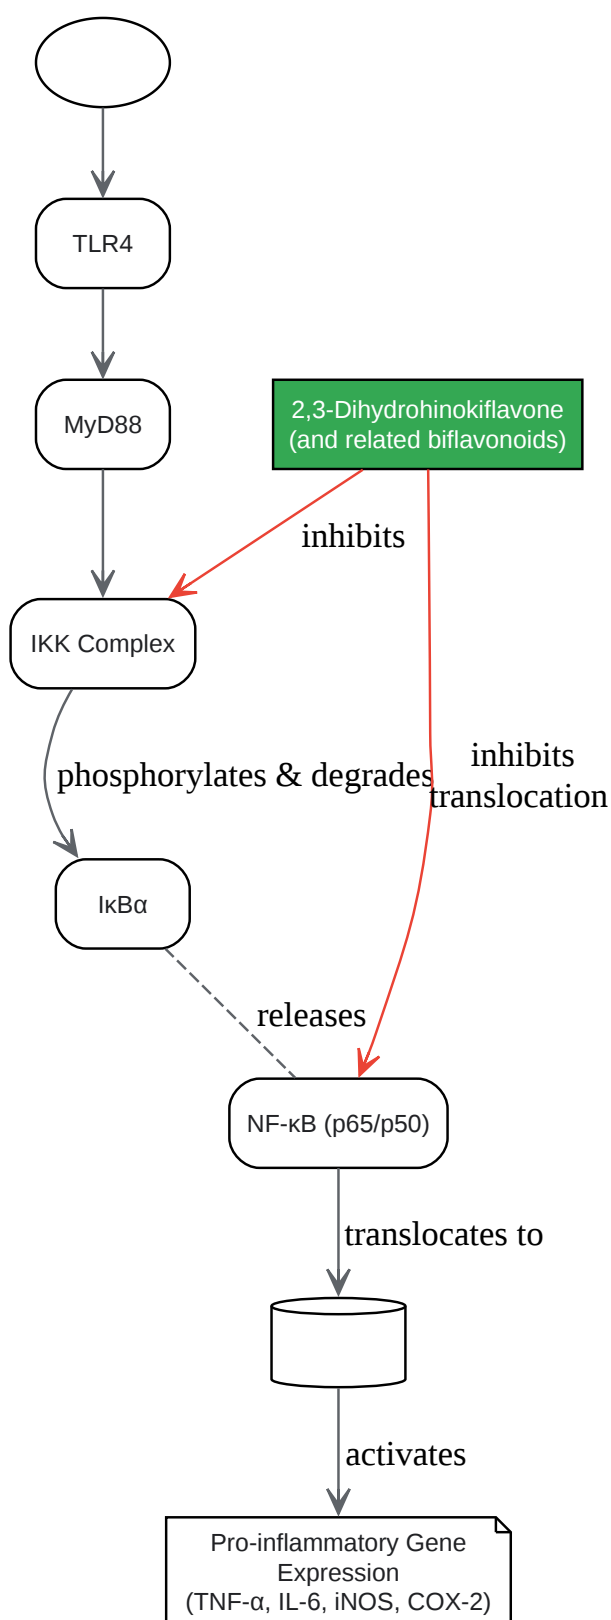 TLR4
MyD88
2,3-Dihydrohinokiflavone
(and related biflavonoids)
inhibits
IKK Complex
phosphorylates & degrades
inhibits
translocation
IκBα
releases
NF-κB (p65/p50)
translocates to
activates
Pro-inflammatory Gene
Expression
(TNF-α, IL-6, iNOS, COX-2)